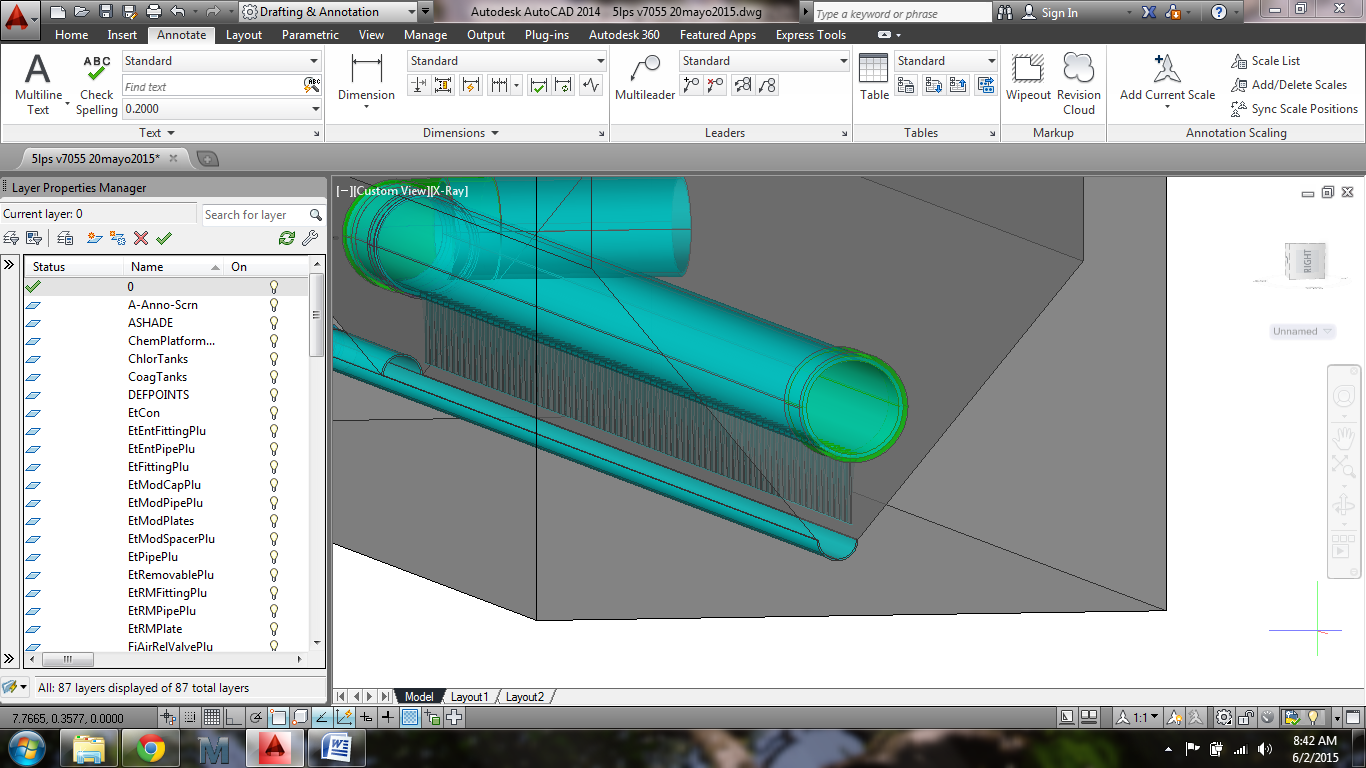 Drafting & Annotation
Autodesk AutoCAD 2014 5lps v7055 20mayo2015.dwg
Type a keyword or phrase
Sign In
Home Insert Annotate Layout Parametric View Manage Output Plug-ins Autodesk 360 Featured Apps Express Tools
A ABC Standard
Find text
0.2000
Multiline Text
Check Spelling
Text
Standard
Dimension
Dimensions
Standard
Multileader
Leaders
Standard
Table
Tables
Wipeout
Revision Cloud
Markup
Add Current Scale
Scale List
Add/Delete Scales
Sync Scale Positions
Annotation Scaling
5lps v7055 20mayo2015*
Layer Properties Manager
Current layer: 0
Search for layer
Status Name On
0
A-Anno-Scrn
ASHADE
ChemPlatform...
ChlorTanks
CoagTanks
DEFPOINTS
EtCon
EtEntFittingPlu
EtEntPipePlu
EtFittingPlu
EtModCapPlu
EtModPipePlu
EtModPlates
EtModSpacerPlu
EtPipePlu
EtRemovablePlu
EtRMFittingPlu
EtRMPipePlu
EtRMPlate
FiAirRelValvePlu
All: 87 layers displayed of 87 total layers
[−][Custom View][X-Ray]
RIGHT
Unnamed
Model Layout1 Layout2
7.7665, 0.3577, 0.0000
1:1
8:42 AM
6/2/2015